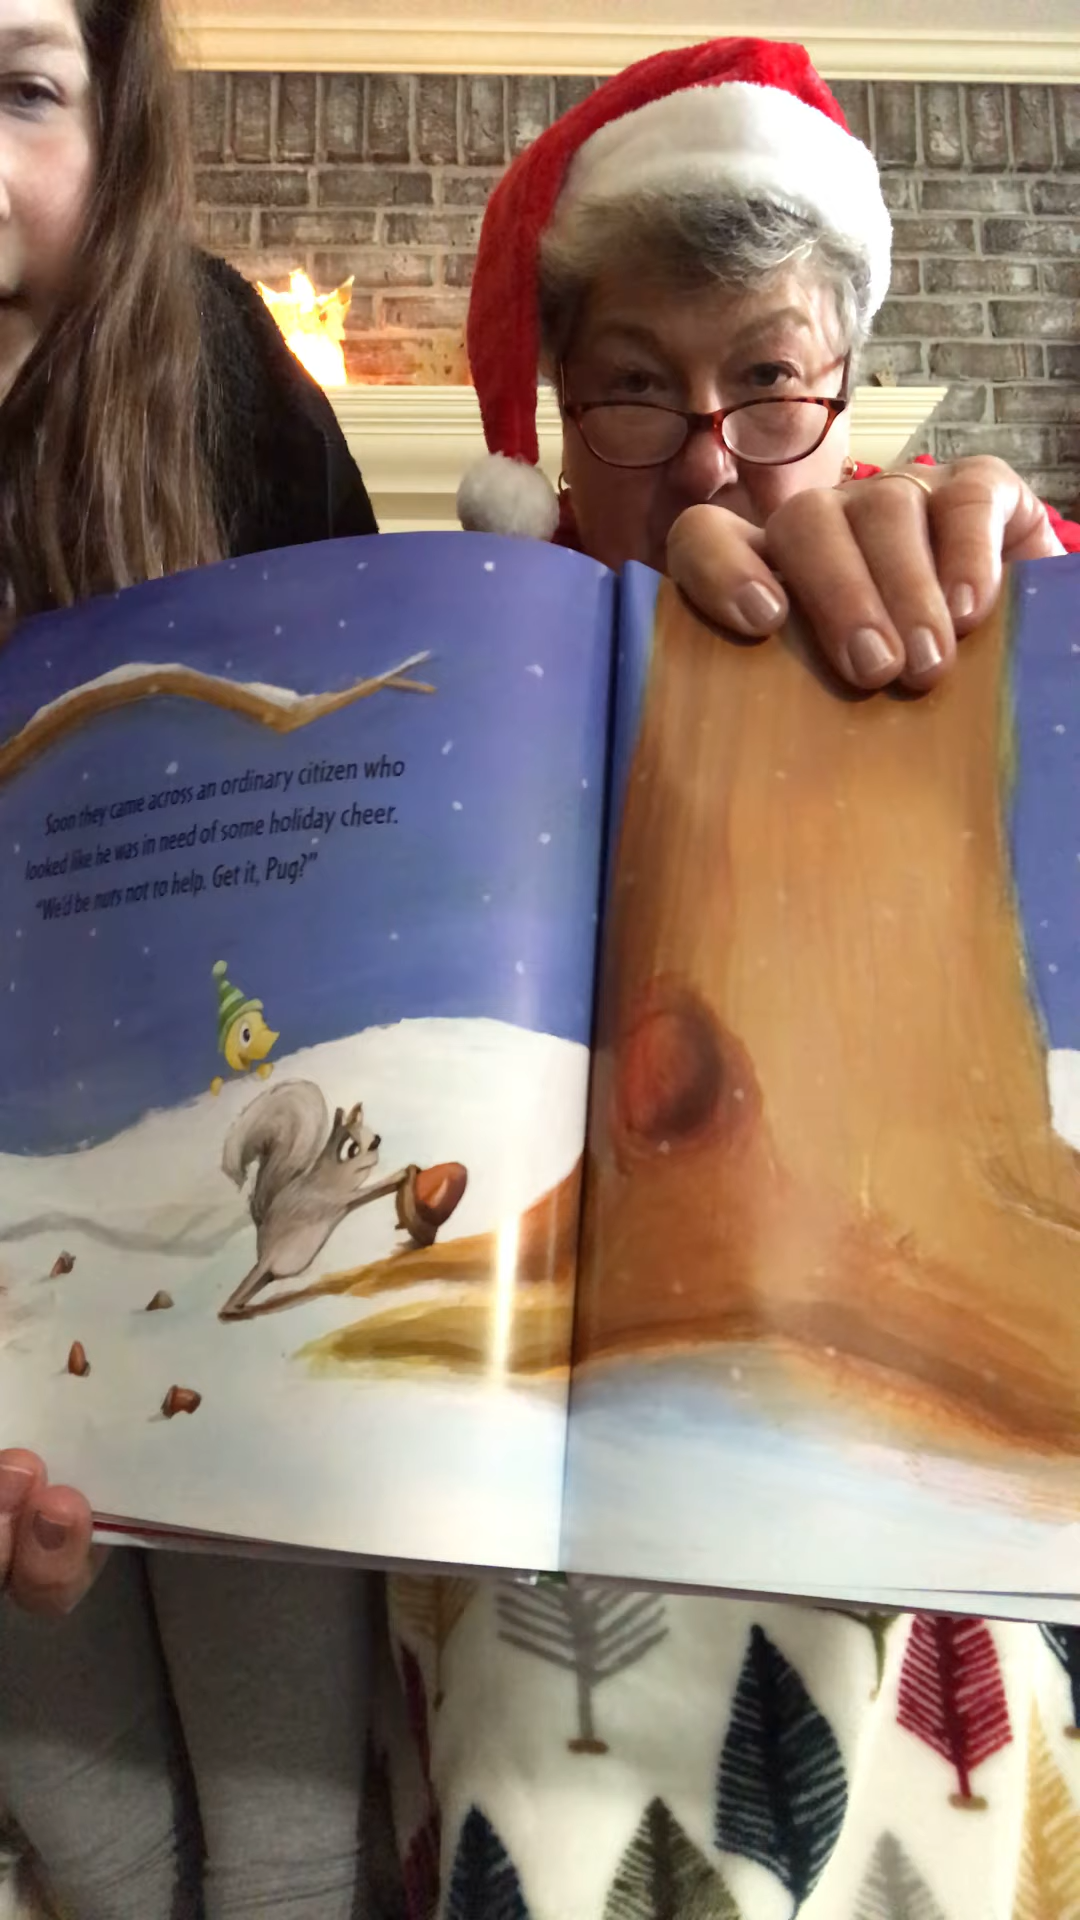 Soon they came across an ordinary citizen who
looked like he was in need of some holiday cheer.
"We'd be nuts not to help. Get it, Pug?"